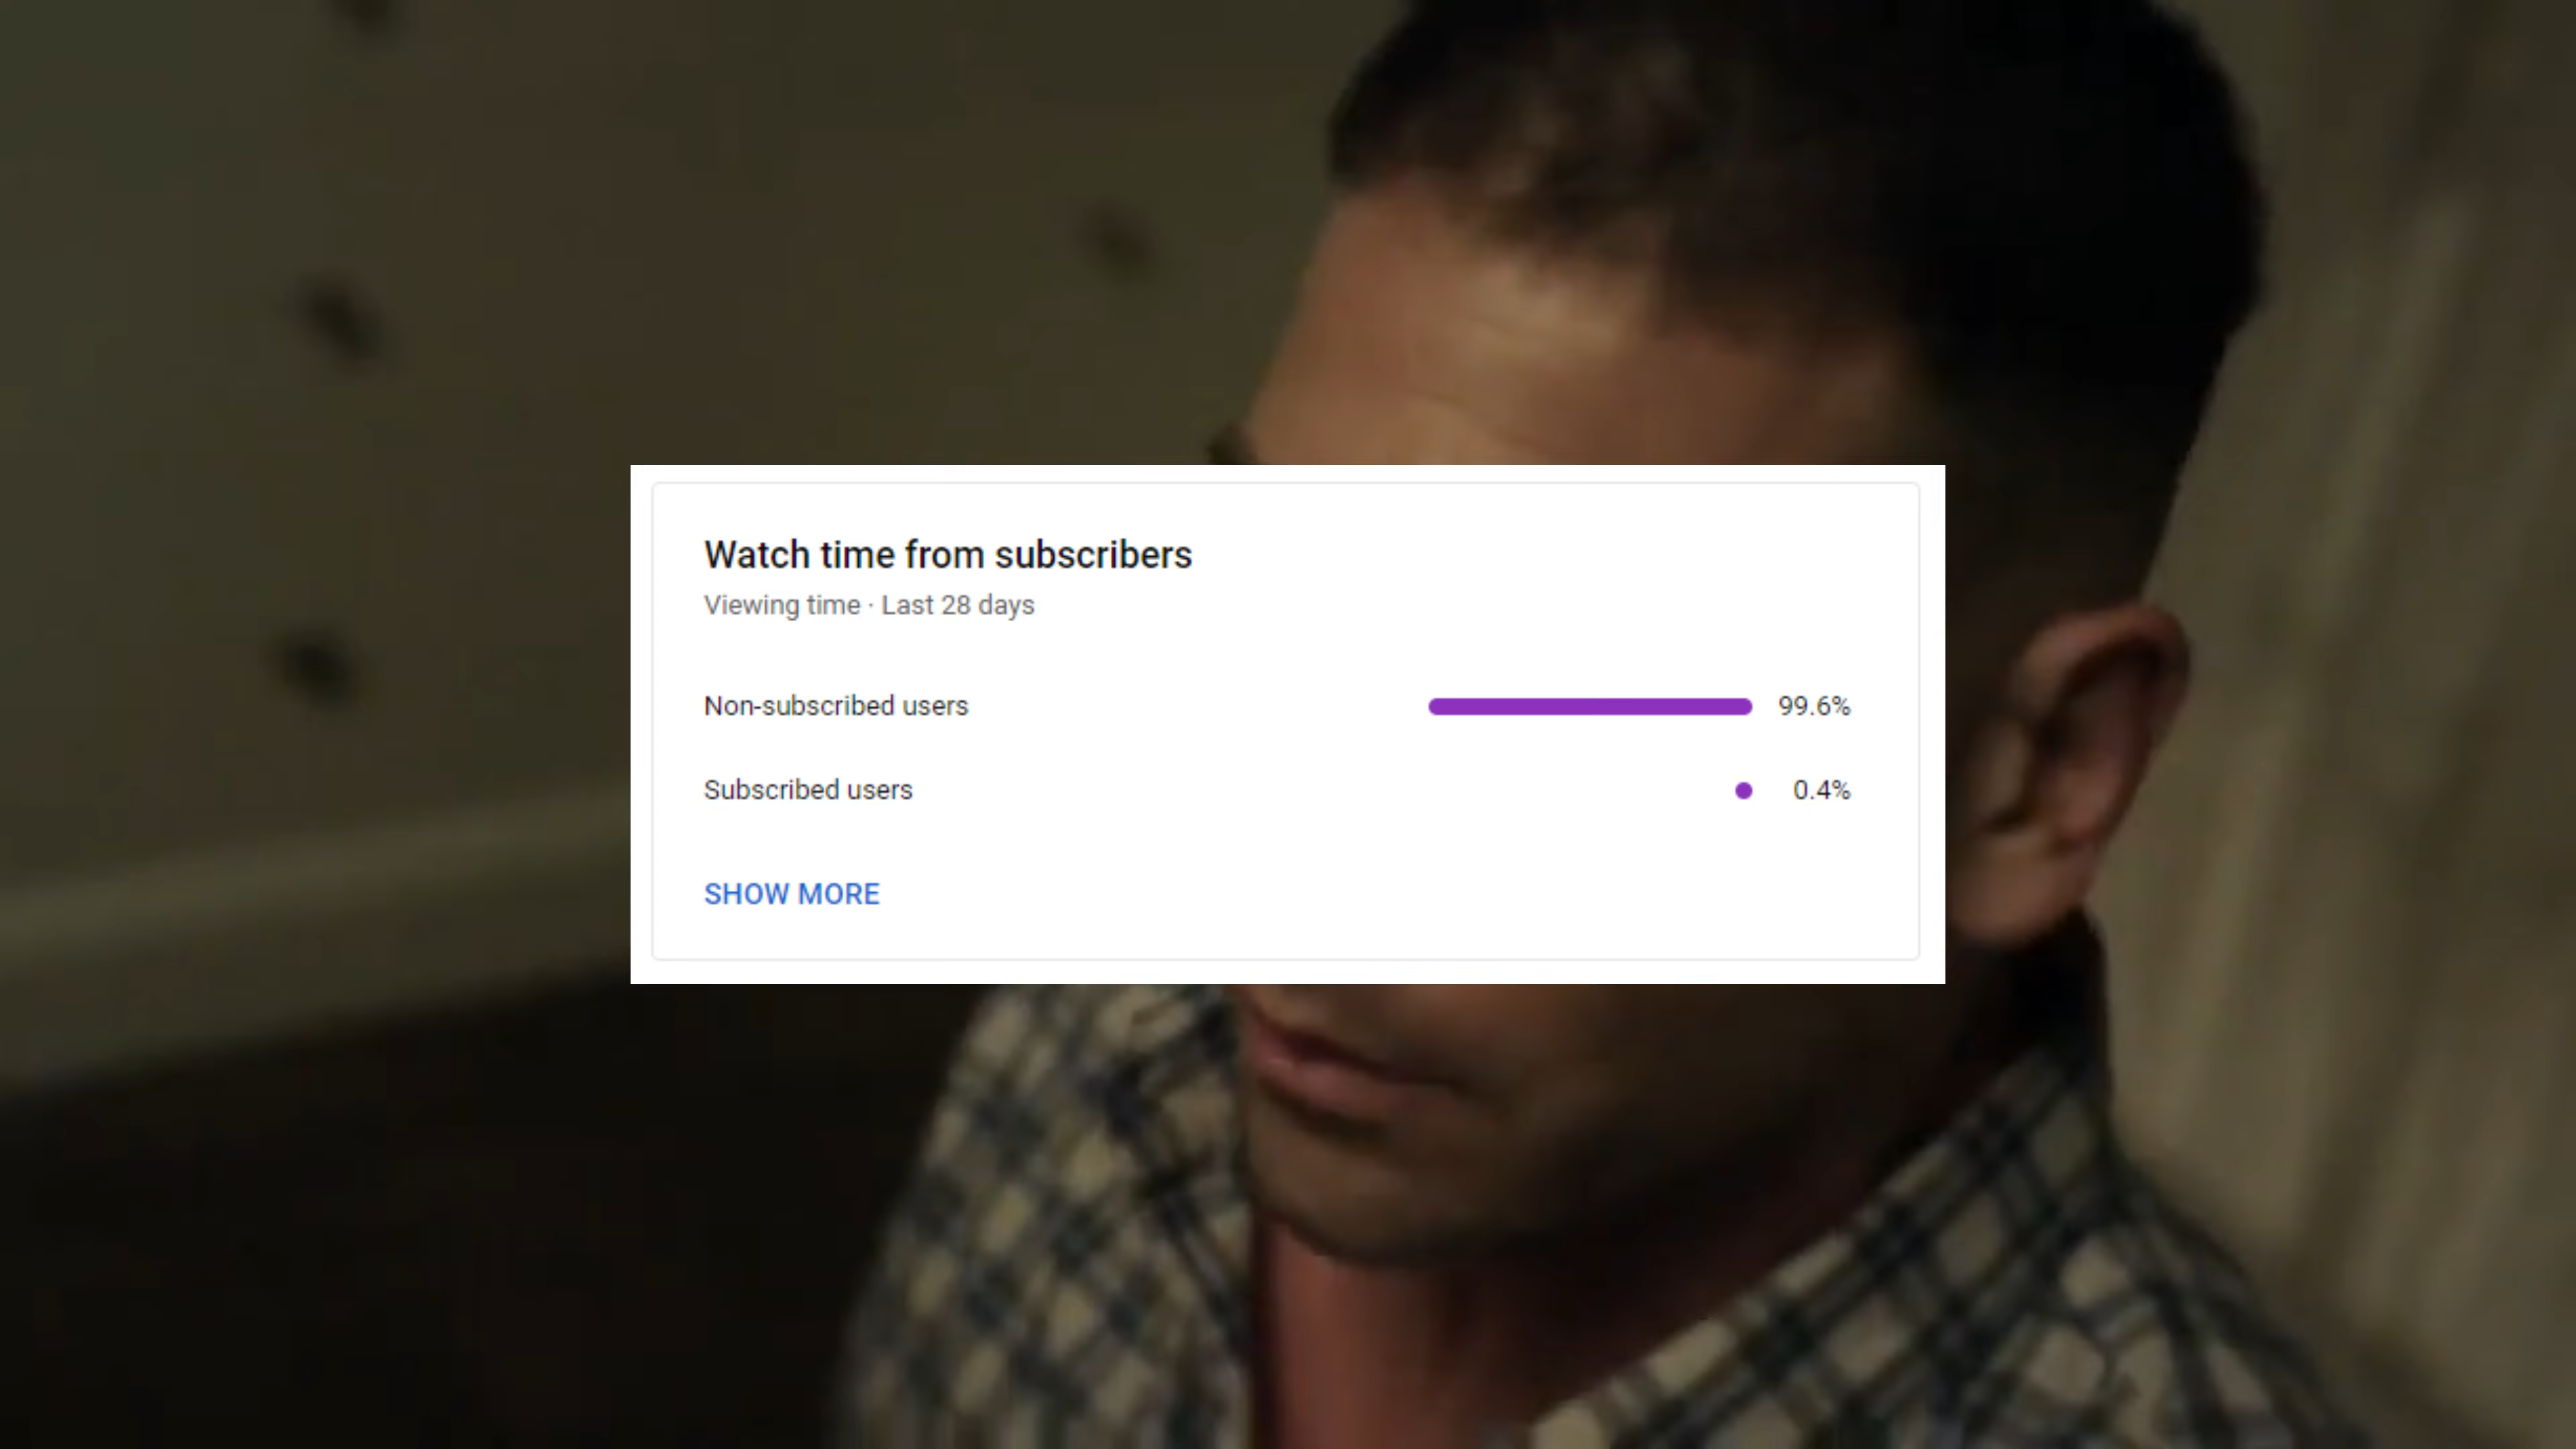 Watch time from subscribers
Viewing time · Last 28 days
Non-subscribed users 99.6%
Subscribed users 0.4%
SHOW MORE